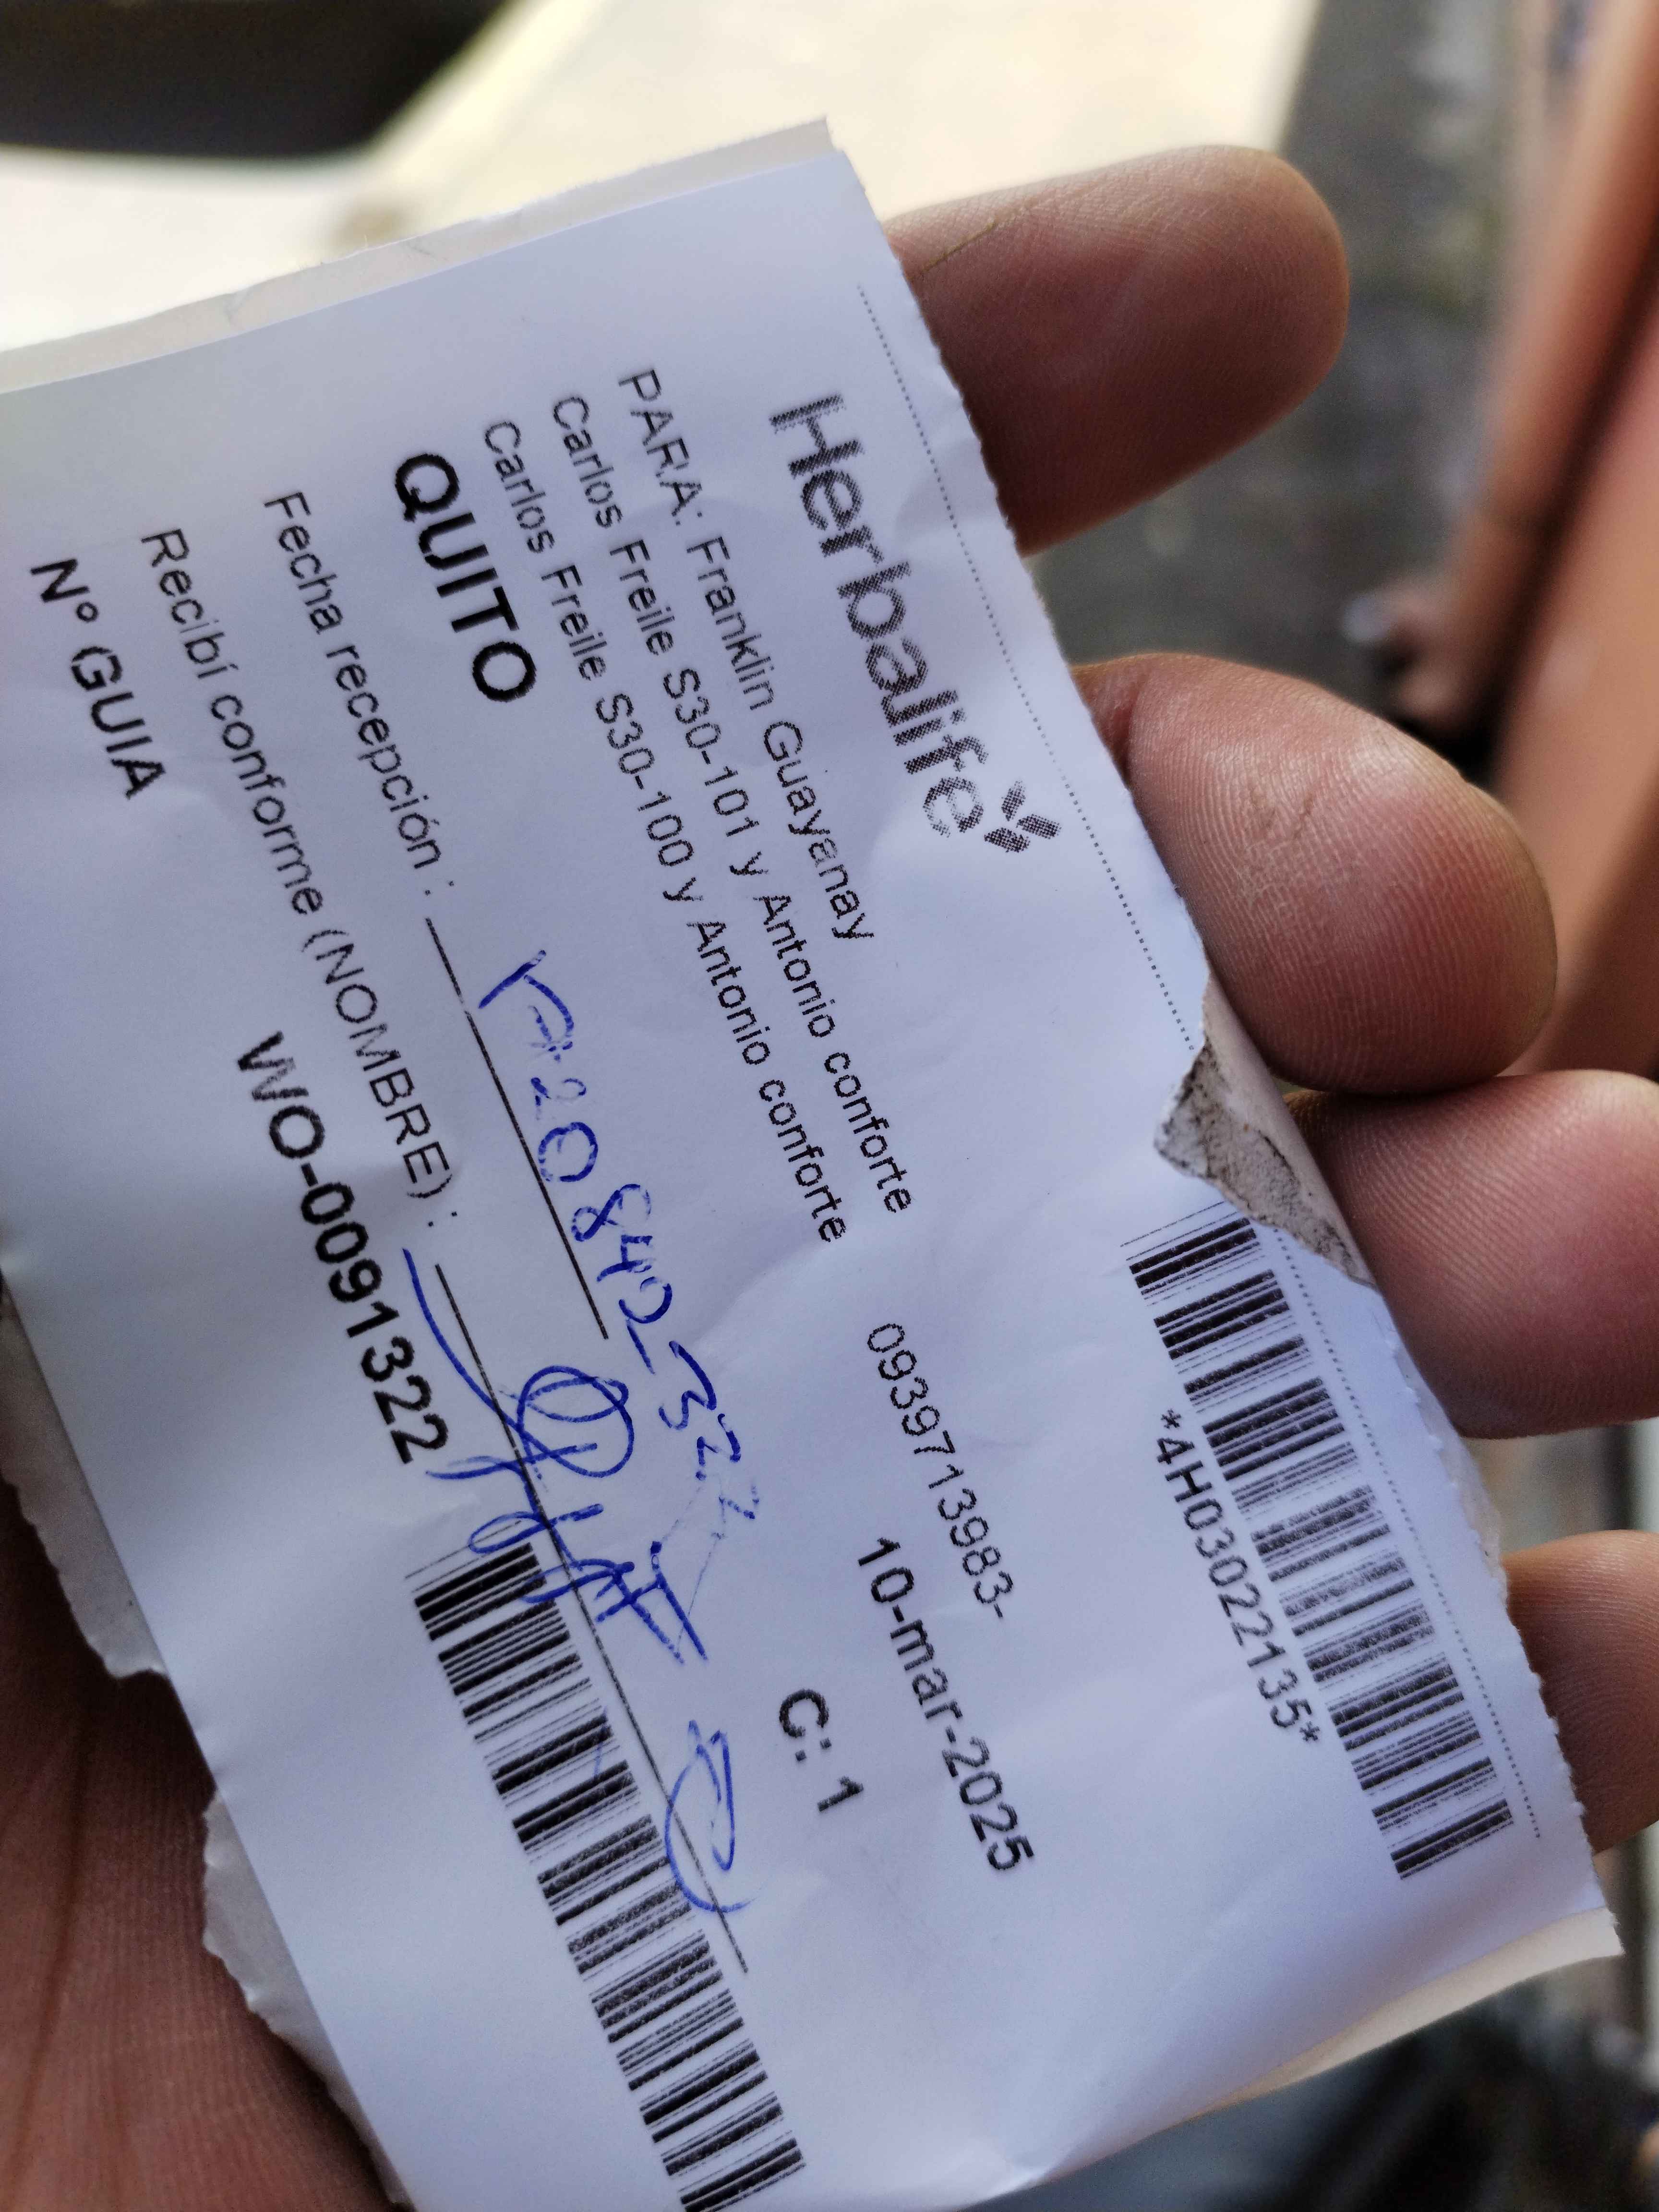 *4H03022135*
Herbalife
PARA: Franklin Guayanay 0939713983-
Carlos Freile S30-101 y Antonio conforte
Carlos Freile S30-100 y Antonio conforte 10-mar-2025
QUITO C: 1
Fecha recepción :
Recibí conforme (NOMBRE) :
Nº GUIA WO-0091322